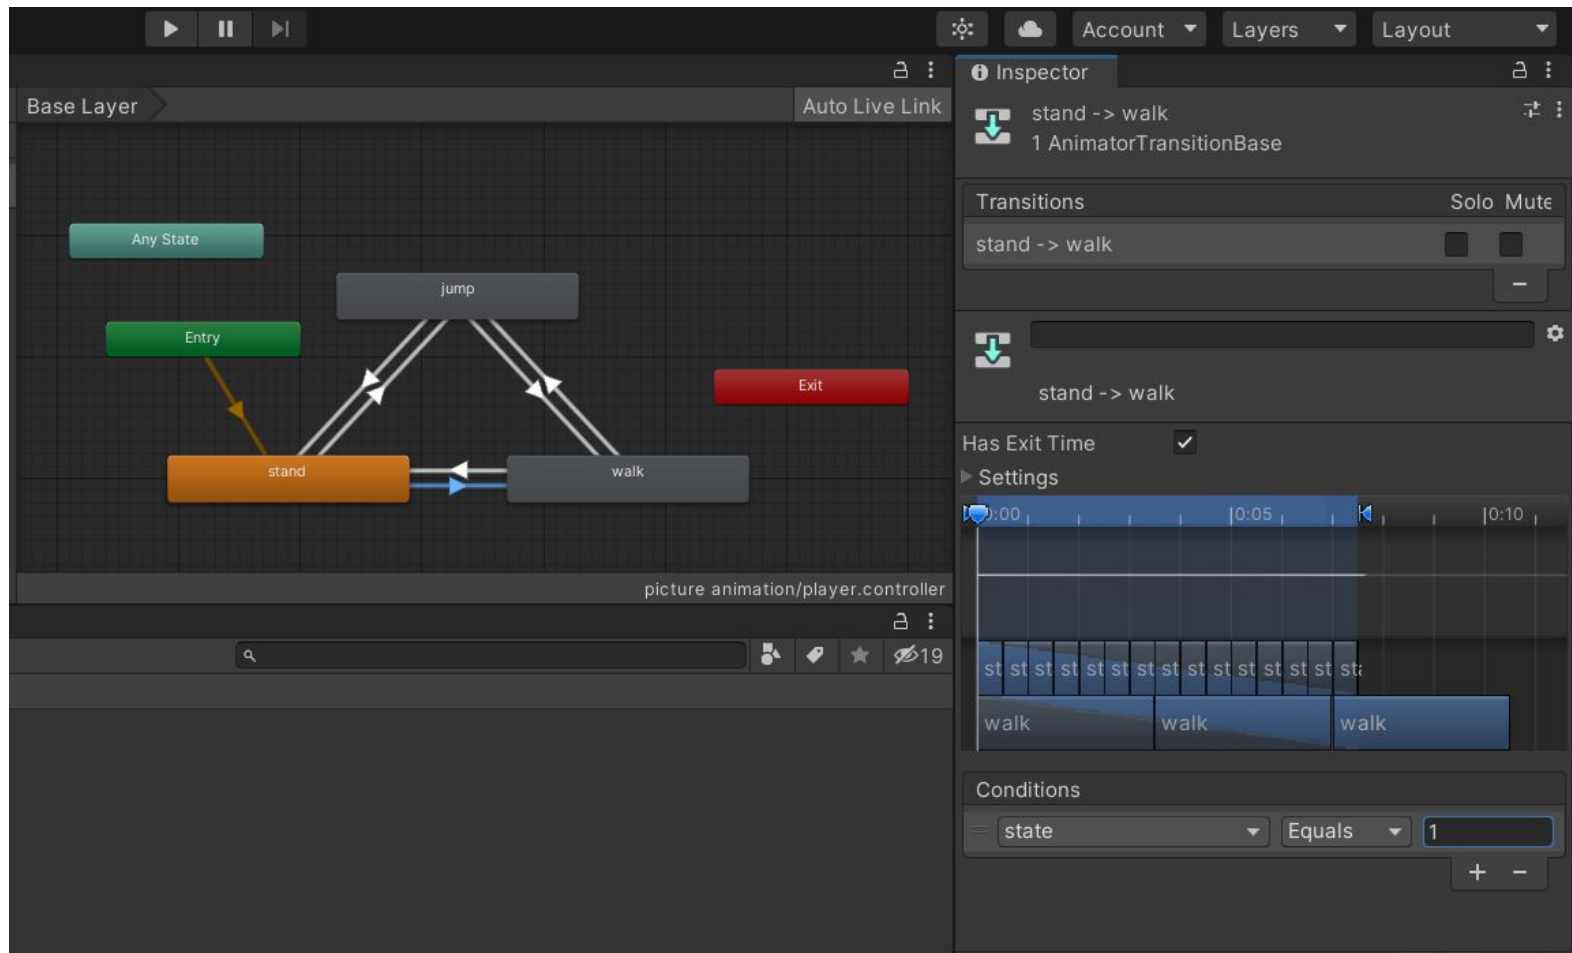 Account
Layers
Layout
Inspector
Base Layer
Auto Live Link
stand -> walk
1 AnimatorTransitionBase
Transitions
Solo
Mute
stand -> walk
Any State
jump
Entry
Exit
stand
walk
stand -> walk
Has Exit Time
Settings
0:05
0:10
picture animation/player.controller
19
st st st st st st st st st st st st st st
walk walk walk
Conditions
state
Equals
1